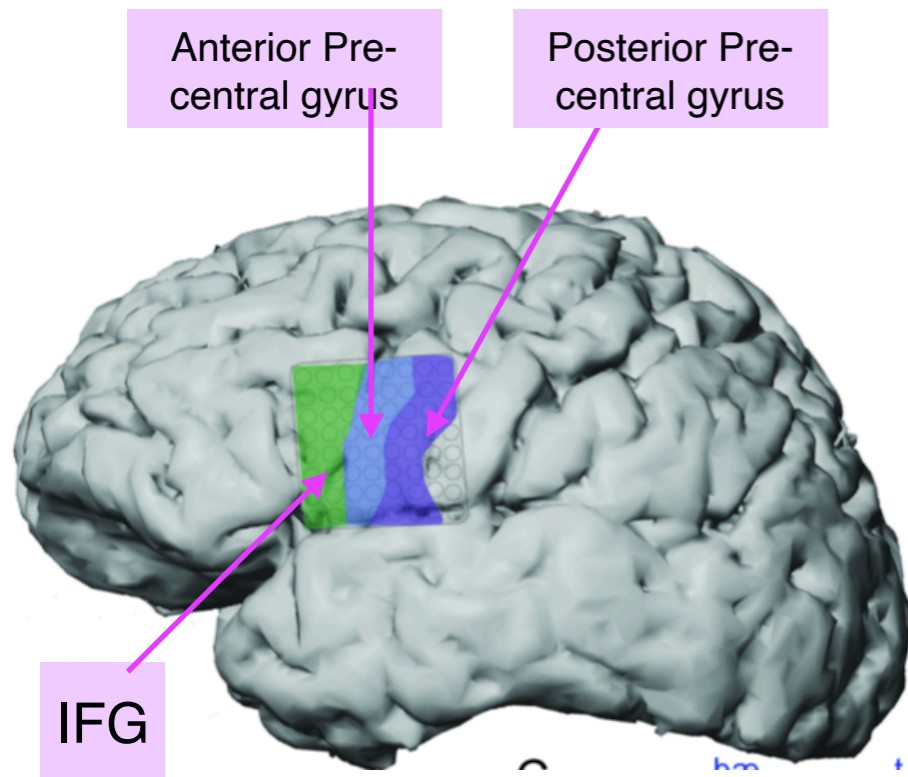 Anterior Pre-
central gyrus
Posterior Pre-
central gyrus
IFG